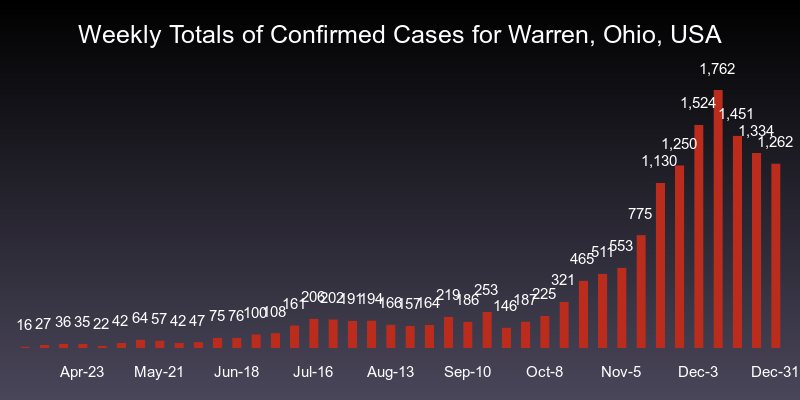 Weekly Totals of Confirmed Cases for Warren, Ohio, USA
16 27 36 35 22 42 64 57 42 47 75 76 100 108 161 206 202 191 194 166 157 164 219 186 253 146 187 225 321 465 511 553 775 1,130 1,250 1,524 1,762 1,451 1,334 1,262
Apr-23 May-21 Jun-18 Jul-16 Aug-13 Sep-10 Oct-8 Nov-5 Dec-3 Dec-31